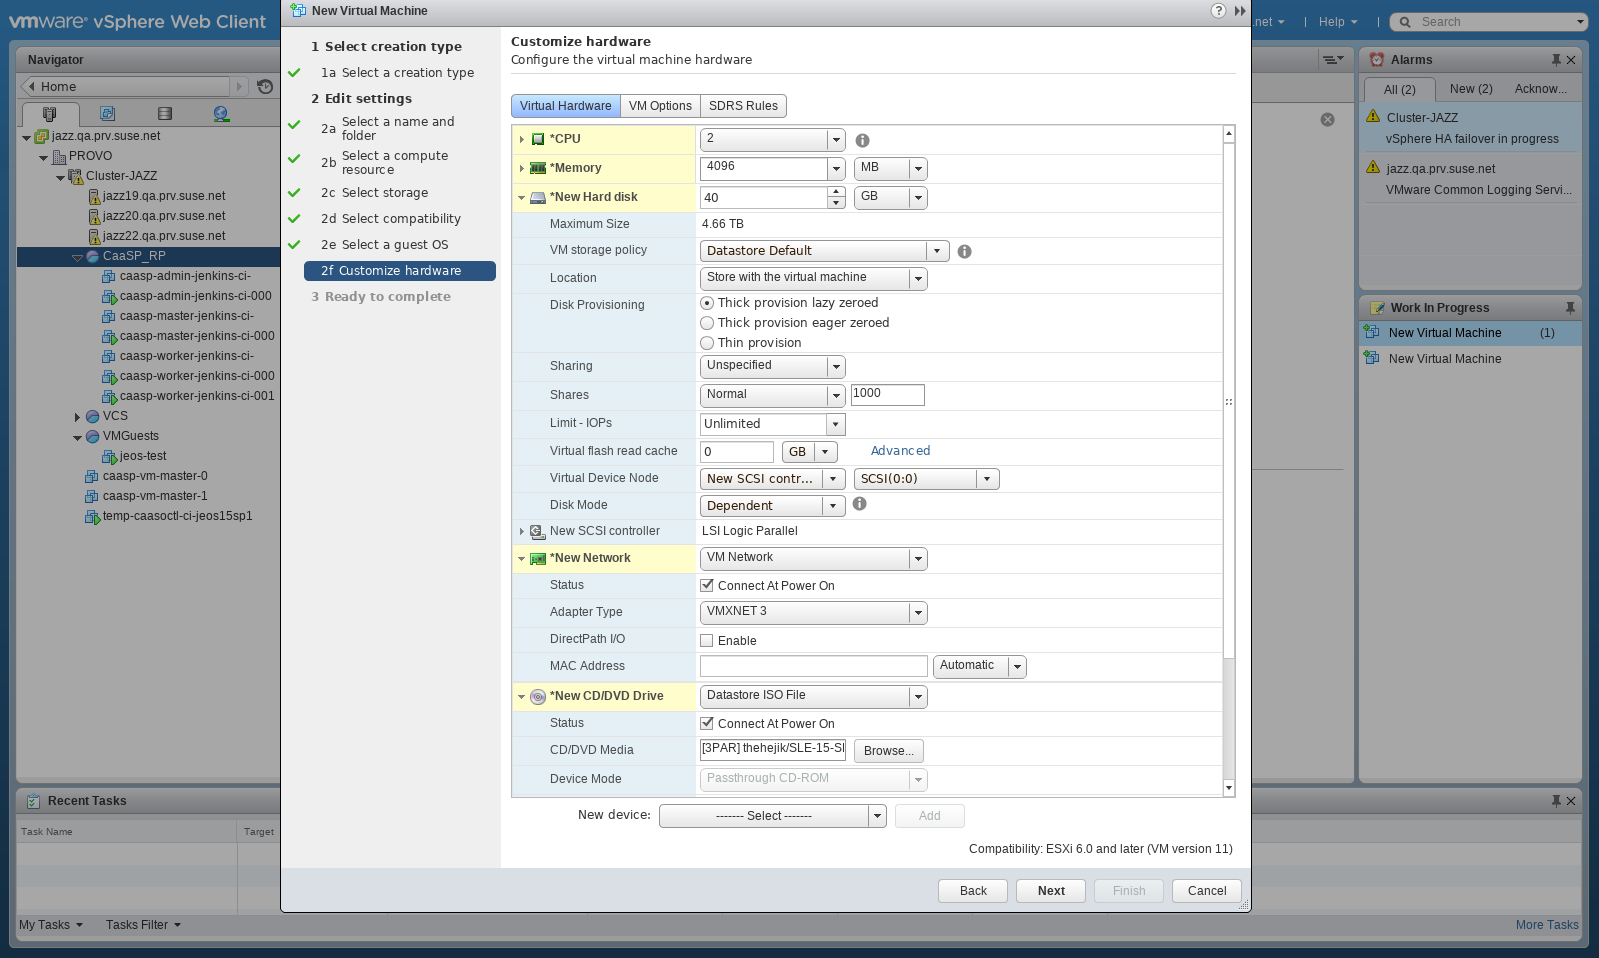 vmware® vSphere Web Client
.net
Help
Search
New Virtual Machine
Navigator
Home
jazz.qa.prv.suse.net
PROVO
Cluster-JAZZ
jazz19.qa.prv.suse.net
jazz20.qa.prv.suse.net
jazz22.qa.prv.suse.net
CaaSP_RP
caasp-admin-jenkins-ci-
caasp-admin-jenkins-ci-000
caasp-master-jenkins-ci-
caasp-master-jenkins-ci-000
caasp-worker-jenkins-ci-
caasp-worker-jenkins-ci-000
caasp-worker-jenkins-ci-001
VCS
VMGuests
jeos-test
caasp-vm-master-0
caasp-vm-master-1
temp-caasoctl-ci-jeos15sp1
1 Select creation type
1a Select a creation type
2 Edit settings
2a Select a name and folder
2b Select a compute resource
2c Select storage
2d Select compatibility
2e Select a guest OS
2f Customize hardware
3 Ready to complete
Customize hardware
Configure the virtual machine hardware
Virtual Hardware VM Options SDRS Rules
*CPU 2
*Memory 4096 MB
*New Hard disk 40 GB
Maximum Size 4.66 TB
VM storage policy Datastore Default
Location Store with the virtual machine
Disk Provisioning Thick provision lazy zeroed
Thick provision eager zeroed
Thin provision
Sharing Unspecified
Shares Normal 1000
Limit - IOPs Unlimited
Virtual flash read cache 0 GB Advanced
Virtual Device Node New SCSI contr... SCSI(0:0)
Disk Mode Dependent
New SCSI controller LSI Logic Parallel
*New Network VM Network
Status Connect At Power On
Adapter Type VMXNET 3
DirectPath I/O Enable
MAC Address Automatic
*New CD/DVD Drive Datastore ISO File
Status Connect At Power On
CD/DVD Media [3PAR] thehejik/SLE-15-SI Browse...
Device Mode Passthrough CD-ROM
New device: ------- Select ------- Add
Compatibility: ESXi 6.0 and later (VM version 11)
Back Next Finish Cancel
Alarms
All (2) New (2) Acknow...
Cluster-JAZZ
vSphere HA failover in progress
jazz.qa.prv.suse.net
VMware Common Logging Servi...
Work In Progress
New Virtual Machine (1)
New Virtual Machine
Recent Tasks
Task Name Target
My Tasks Tasks Filter More Tasks